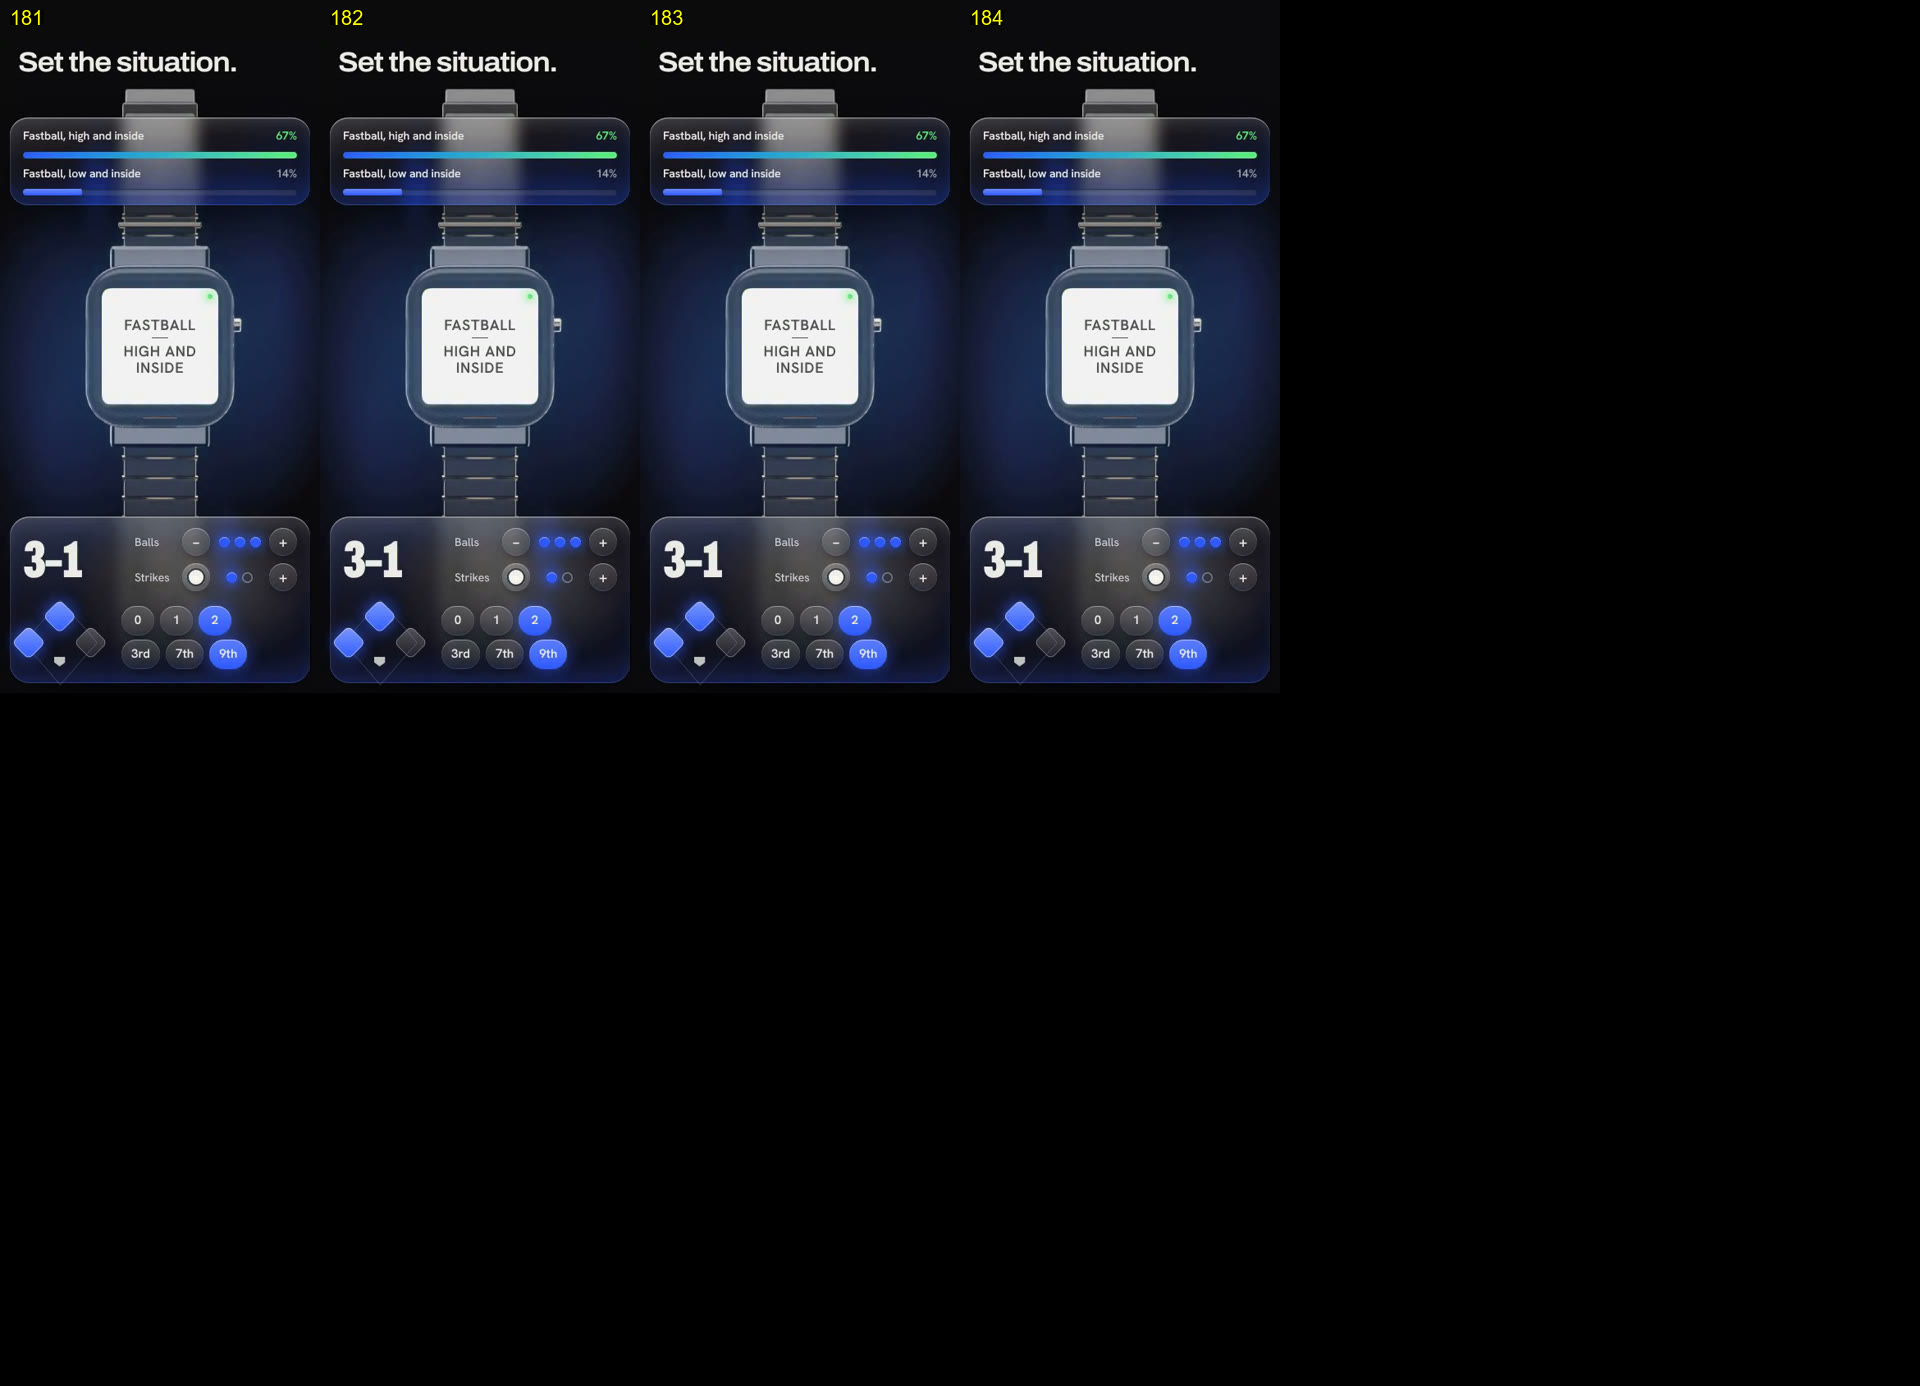 181
Set the situation.
Fastball, high and inside 67%
Fastball, low and inside 14%
FASTBALL
HIGH AND
INSIDE
3-1
Balls − +
Strikes +
0 1 2
3rd 7th 9th
182
Set the situation.
Fastball, high and inside 67%
Fastball, low and inside 14%
FASTBALL
HIGH AND
INSIDE
3-1
Balls − +
Strikes +
0 1 2
3rd 7th 9th
183
Set the situation.
Fastball, high and inside 67%
Fastball, low and inside 14%
FASTBALL
HIGH AND
INSIDE
3-1
Balls − +
Strikes +
0 1 2
3rd 7th 9th
184
Set the situation.
Fastball, high and inside 67%
Fastball, low and inside 14%
FASTBALL
HIGH AND
INSIDE
3-1
Balls − +
Strikes +
0 1 2
3rd 7th 9th